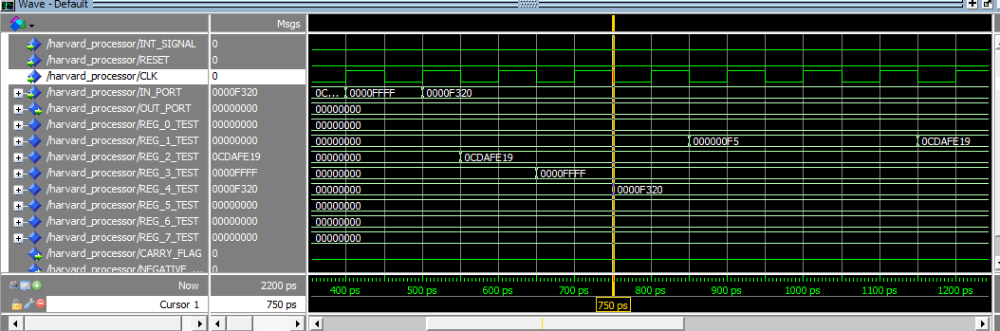 Wave - Default
Msgs
/harvard_processor/INT_SIGNAL 0
/harvard_processor/RESET 0
/harvard_processor/CLK 0
/harvard_processor/IN_PORT 0000F320 0C... 0000FFFF 0000F320
/harvard_processor/OUT_PORT 00000000 00000000
/harvard_processor/REG_0_TEST 00000000 00000000
/harvard_processor/REG_1_TEST 00000000 00000000 000000F5 0CDAFE19
/harvard_processor/REG_2_TEST 0CDAFE19 00000000 0CDAFE19
/harvard_processor/REG_3_TEST 0000FFFF 00000000 0000FFFF
/harvard_processor/REG_4_TEST 0000F320 00000000 0000F320
/harvard_processor/REG_5_TEST 00000000 00000000
/harvard_processor/REG_6_TEST 00000000 00000000
/harvard_processor/REG_7_TEST 00000000 00000000
/harvard_processor/CARRY_FLAG 0
/harvard_processor/NEGATIVE_... 0
Now 2200 ps 400 ps 500 ps 600 ps 700 ps 800 ps 900 ps 1000 ps 1100 ps 1200 ps
Cursor 1 750 ps 750 ps